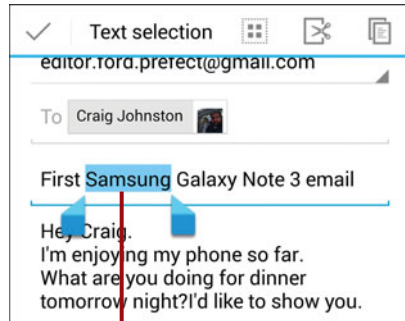 Text selection
editor.ford.prefect@gmail.com
To Craig Johnston
First Samsung Galaxy Note 3 email
Hey Craig.
I'm enjoying my phone so far.
What are you doing for dinner
tomorrow night?I'd like to show you.